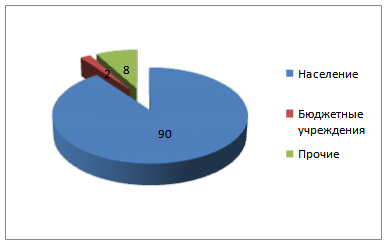 8
2
90
Население
Бюджетные
учреждения
Прочие